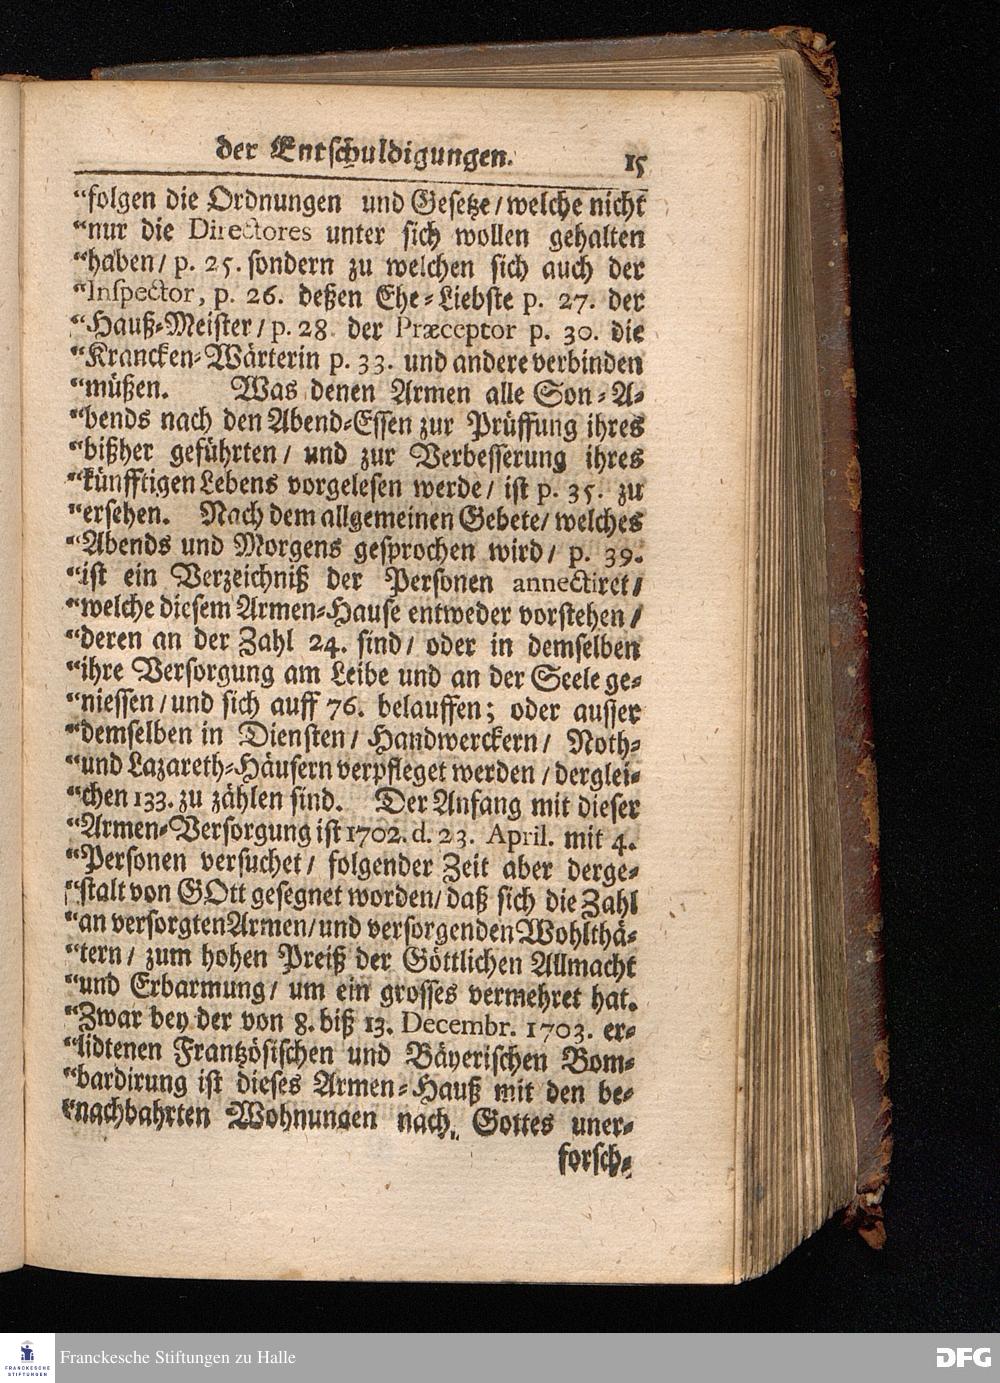 der Entschuldigungen. 15
“folgen die Ordnungen und Gesetze/welche nicht
“nur die Directores unter sich wollen gehalten
“haben/ p. 25. sondern zu welchen sich auch der
“Inspector, p. 26. deßen Ehe-Liebste p. 27. der
“Hauß-Meister/ p. 28 der Præceptor p. 30. die
“Krancken-Wärterin p. 33. und andere verbinden
“müßen. Was denen Armen alle Son-A-
“bends nach den Abend-Essen zur Prüffung ihres
“bißher geführten/ und zur Verbesserung ihres
“künfftigen Lebens vorgelesen werde/ ist p. 35. zu
“ersehen. Nach dem allgemeinen Gebete/ welches
“Abends und Morgens gesprochen wird/ p. 39.
“ist ein Verzeichniß der Personen annectiret/
“welche diesem Armen-Hause entweder vorstehen/
“deren an der Zahl 24. sind/ oder in demselben
“ihre Versorgung am Leibe und an der Seele ge-
“niessen/und sich auff 76. belauffen; oder ausser
“demselben in Diensten/ Handwerckern/ Noth-
“und Lazareth-Häusern verpfleget werden/ derglei-
“chen 133. zu zählen sind. Der Anfang mit dieser
“Armen-Versorgung ist 1702. d. 23. April. mit 4.
“Personen versuchet/ folgender Zeit aber derge-
“stalt von GOtt gesegnet worden/ daß sich die Zahl
“an versorgten Armen/und versorgenden Wohlthä-
“tern/ zum hohen Preiß der Göttlichen Allmacht
“und Erbarmung/ um ein grosses vermehret hat.
“Zwar bey der von 8. biß 13. Decembr. 1703. er-
“lidtenen Frantzösischen und Bäyerischen Bom-
“bardirung ist dieses Armen-Hauß mit den be-
“nachbahrten Wohnungen nach Gottes uner-
forsch-
FRANCKESCHE STIFTUNGEN
Franckesche Stiftungen zu Halle
DFG